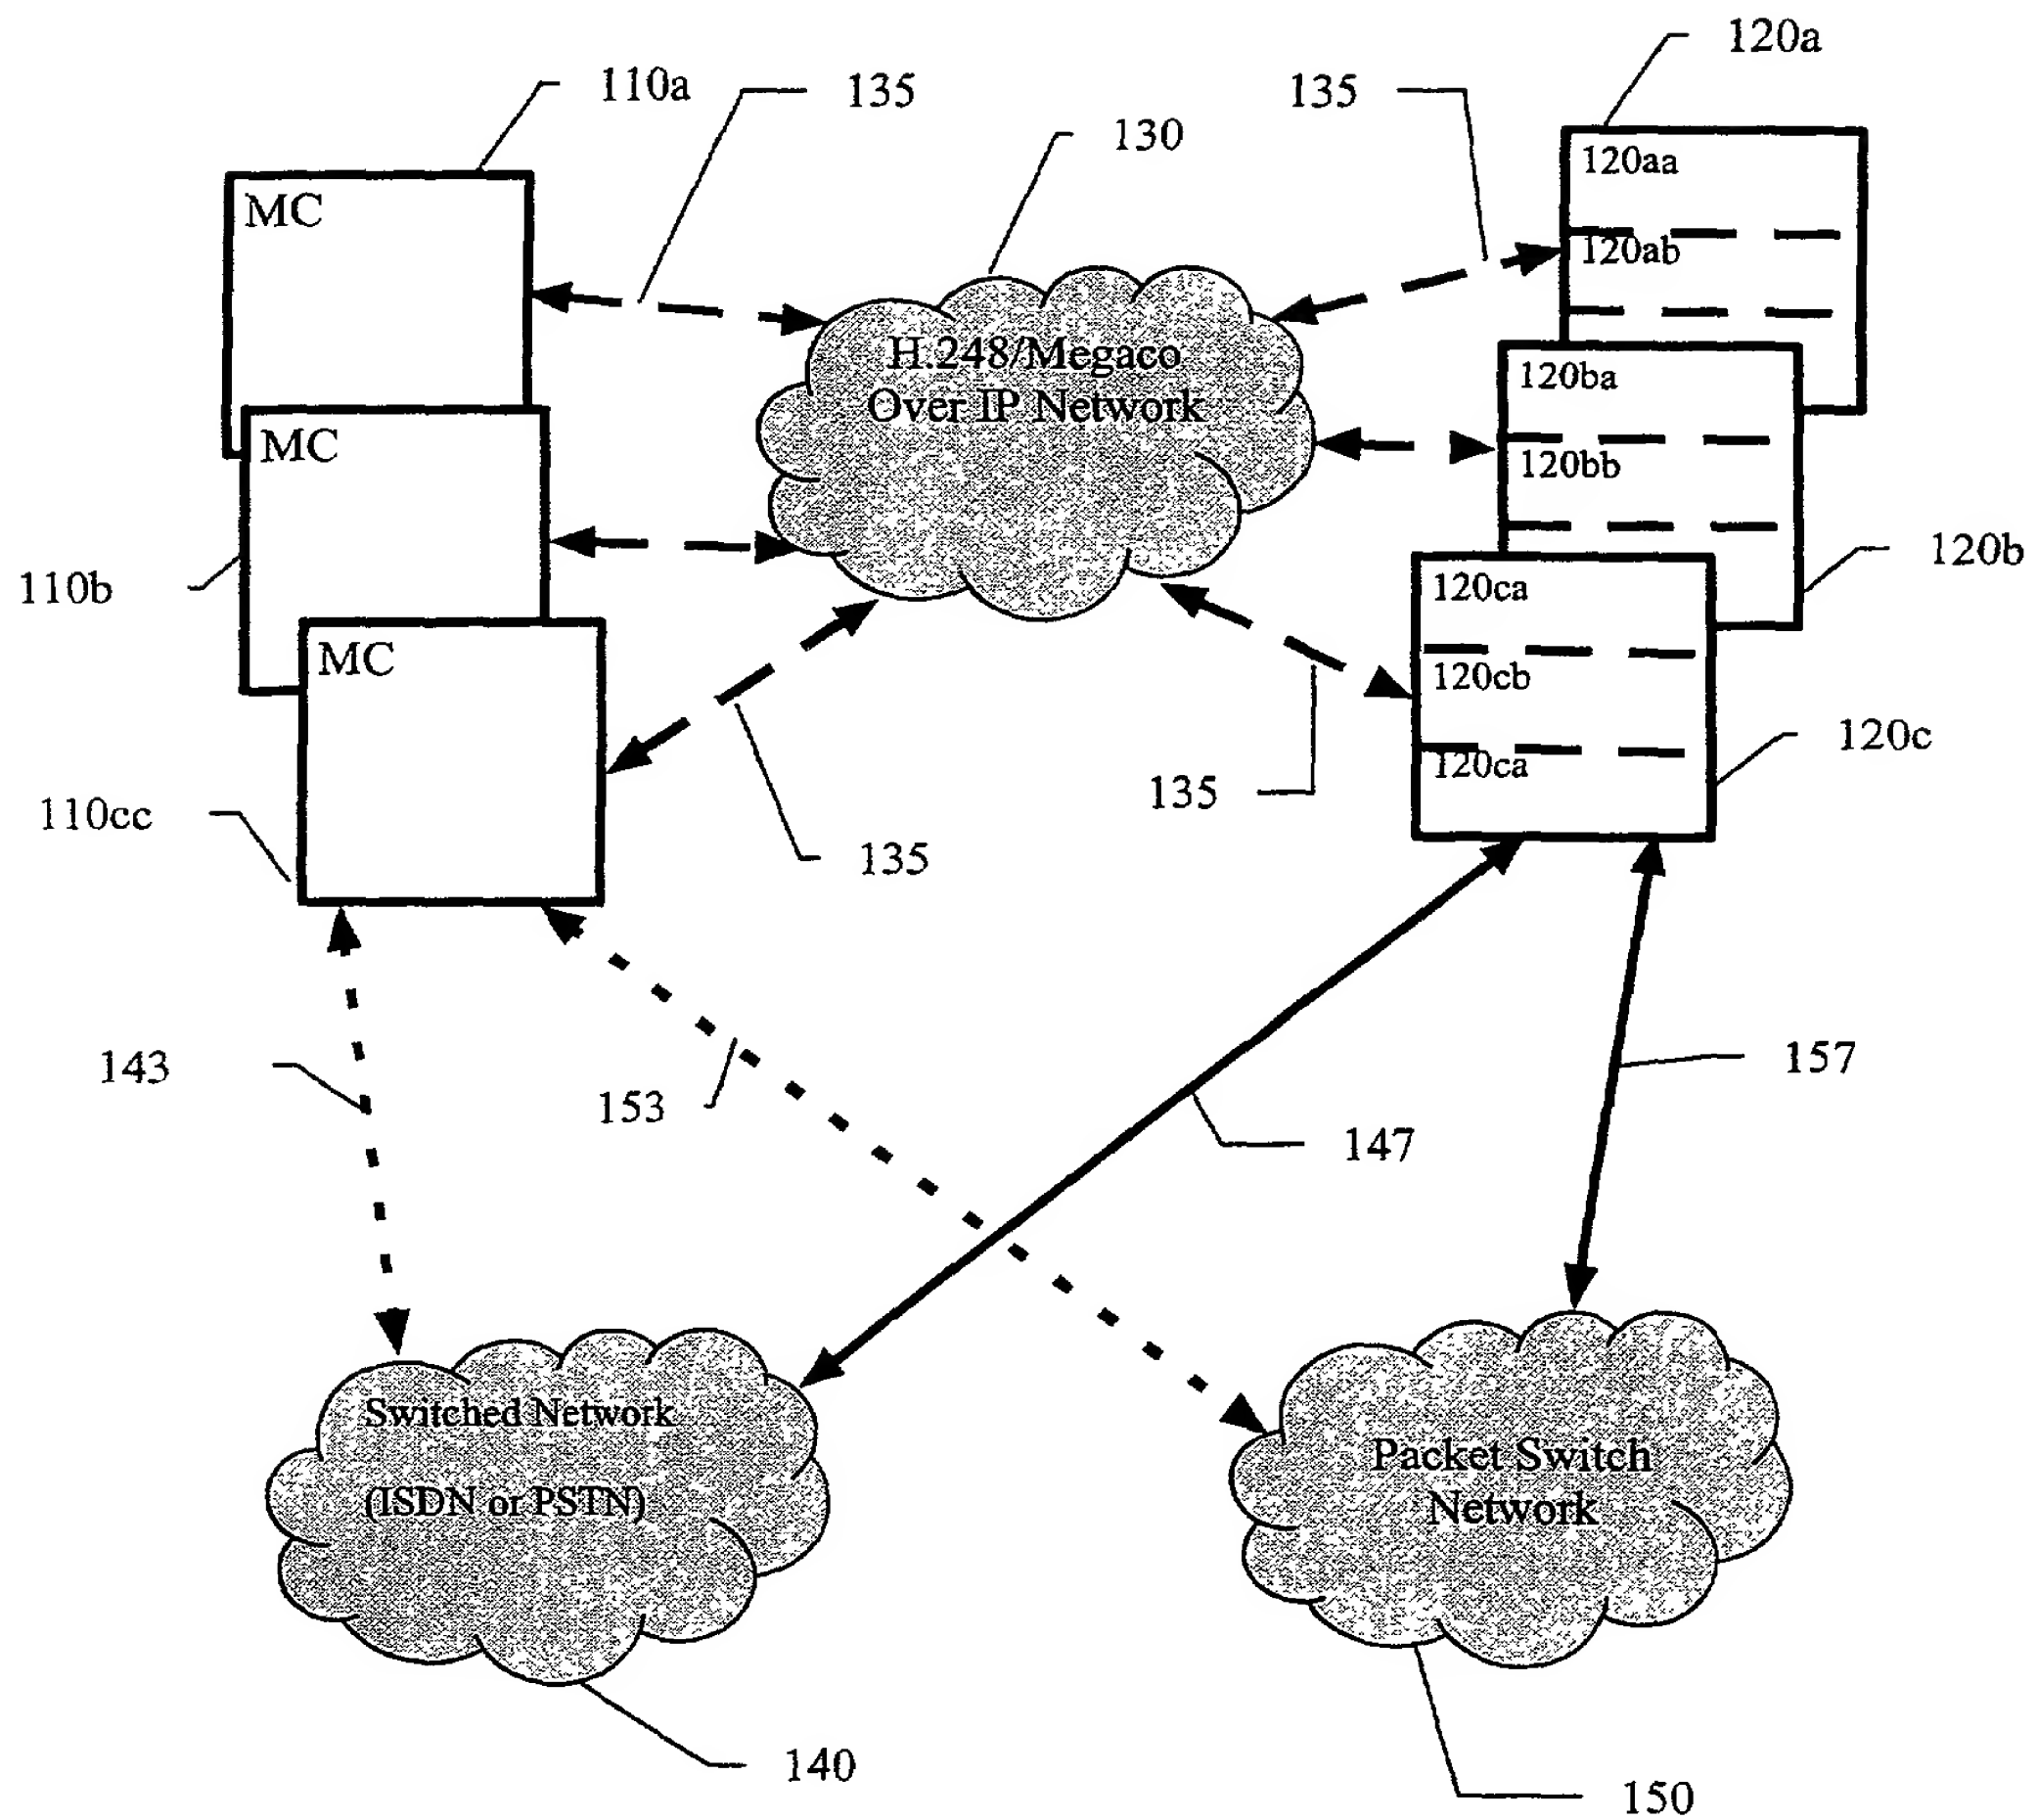 120a
110a
135
135
130
120aa
MC
120ab
H.248/Megaco
Over IP Network
120ba
MC
120bb
110b
120b
120ca
MC
120cb
120c
120ca
135
110cc
135
143
153
157
147
Switched Network
(ISDN or PSTN)
Packet Switch
Network
140
150